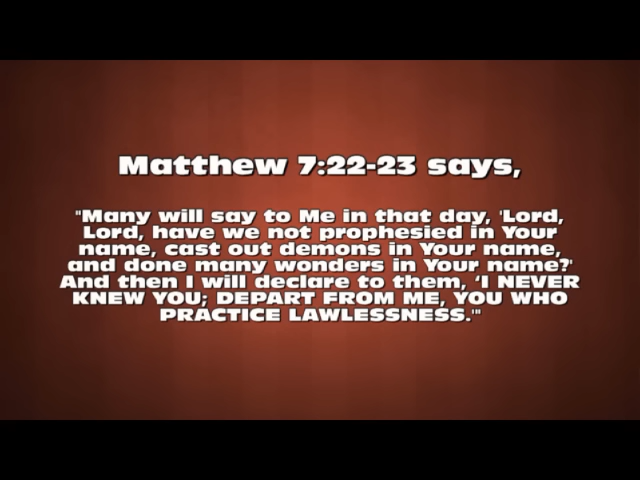 Matthew 7:22-23 says,
"Many will say to Me in that day, 'Lord,
Lord, have we not prophesied in Your
name, cast out demons in Your name,
and done many wonders in Your name?'
And then I will declare to them, ‘I NEVER
KNEW YOU; DEPART FROM ME, YOU WHO
PRACTICE LAWLESSNESS.'"